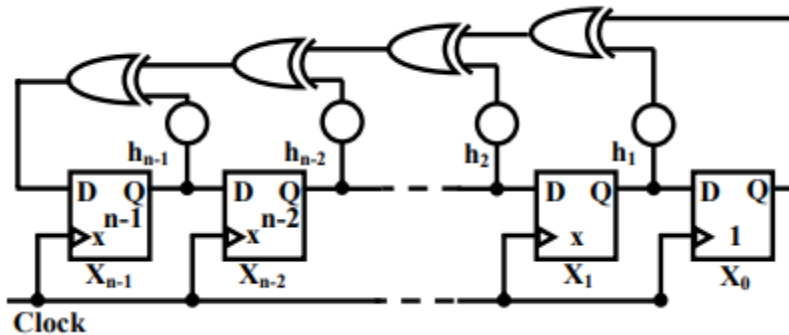 h_{n-1} h_{n-2} h_2 h_1
D Q D Q D Q D Q
n-1 n-2
x x x 1
X_{n-1} X_{n-2} X_1 X_0
Clock